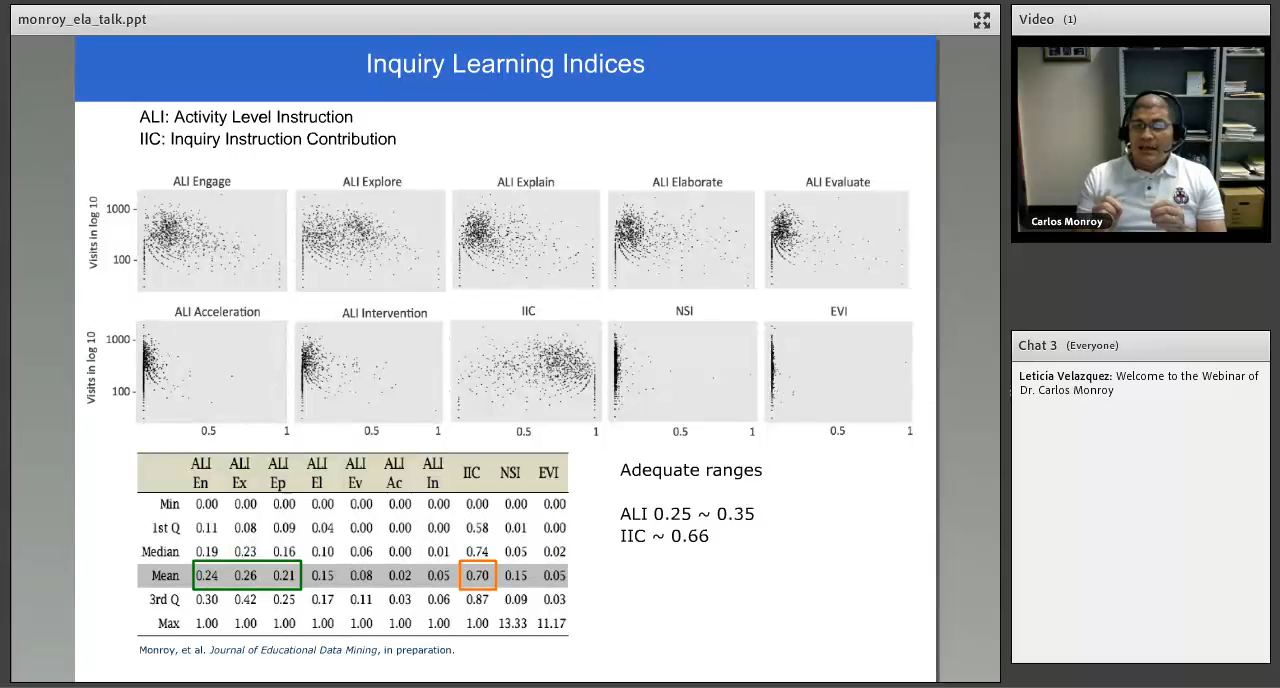 monroy_ela_talk.ppt
Inquiry Learning Indices
ALI: Activity Level Instruction
IIC: Inquiry Instruction Contribution
ALI Engage ALI Explore ALI Explain ALI Elaborate ALI Evaluate
Visits in log 10
1000
100
ALI Acceleration ALI Intervention IIC NSI EVI
Visits in log 10
1000
100
0.5 1 0.5 1 0.5 1 0.5 1 0.5 1
ALI ALI ALI ALI ALI ALI ALI IIC NSI EVI
En Ex Ep El Ev Ac In
Min 0.00 0.00 0.00 0.00 0.00 0.00 0.00 0.00 0.00 0.00
1st Q 0.11 0.08 0.09 0.04 0.00 0.00 0.00 0.58 0.01 0.00
Median 0.19 0.23 0.16 0.10 0.06 0.00 0.01 0.74 0.05 0.02
Mean 0.24 0.26 0.21 0.15 0.08 0.02 0.05 0.70 0.15 0.05
3rd Q 0.30 0.42 0.25 0.17 0.11 0.03 0.06 0.87 0.09 0.03
Max 1.00 1.00 1.00 1.00 1.00 1.00 1.00 1.00 13.33 11.17
Adequate ranges
ALI 0.25 ~ 0.35
IIC ~ 0.66
Monroy, et al. Journal of Educational Data Mining, in preparation.
Video (1)
Carlos Monroy
Chat 3 (Everyone)
Leticia Velazquez: Welcome to the Webinar of
Dr. Carlos Monroy